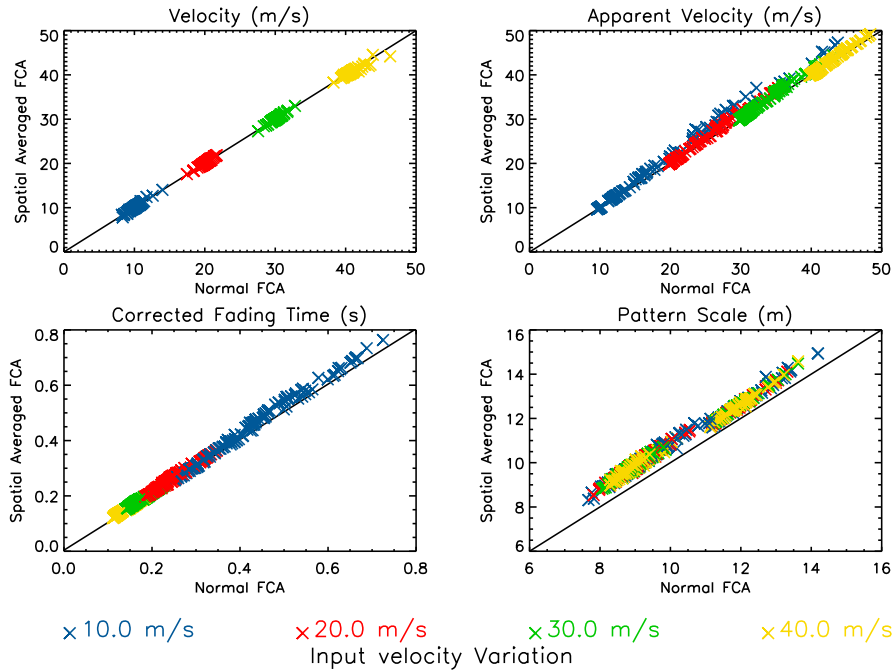 Velocity (m/s)
Spatial Averaged FCA
50
40
30
20
10
0
0 10 20 30 40 50
Normal FCA
Apparent Velocity (m/s)
Spatial Averaged FCA
50
40
30
20
10
0
0 10 20 30 40 50
Normal FCA
Corrected Fading Time (s)
Spatial Averaged FCA
0.8
0.6
0.4
0.2
0.0
0.0 0.2 0.4 0.6 0.8
Normal FCA
Pattern Scale (m)
Spatial Averaged FCA
16
14
12
10
8
6
6 8 10 12 14 16
Normal FCA
10.0 m/s 20.0 m/s 30.0 m/s 40.0 m/s
Input velocity Variation